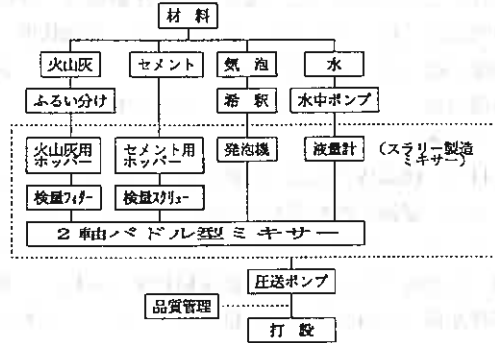 材料
火山灰 セメント 気泡 水
ふるい分け 希釈 水中ポンプ
火山灰用 セメント用 発泡機 液量計 (スラリー製造
ホッパー ホッパー ミキサー)
検量フィダー 検量スクリュー
2軸パドル型ミキサー
圧送ポンプ
品質管理
打設